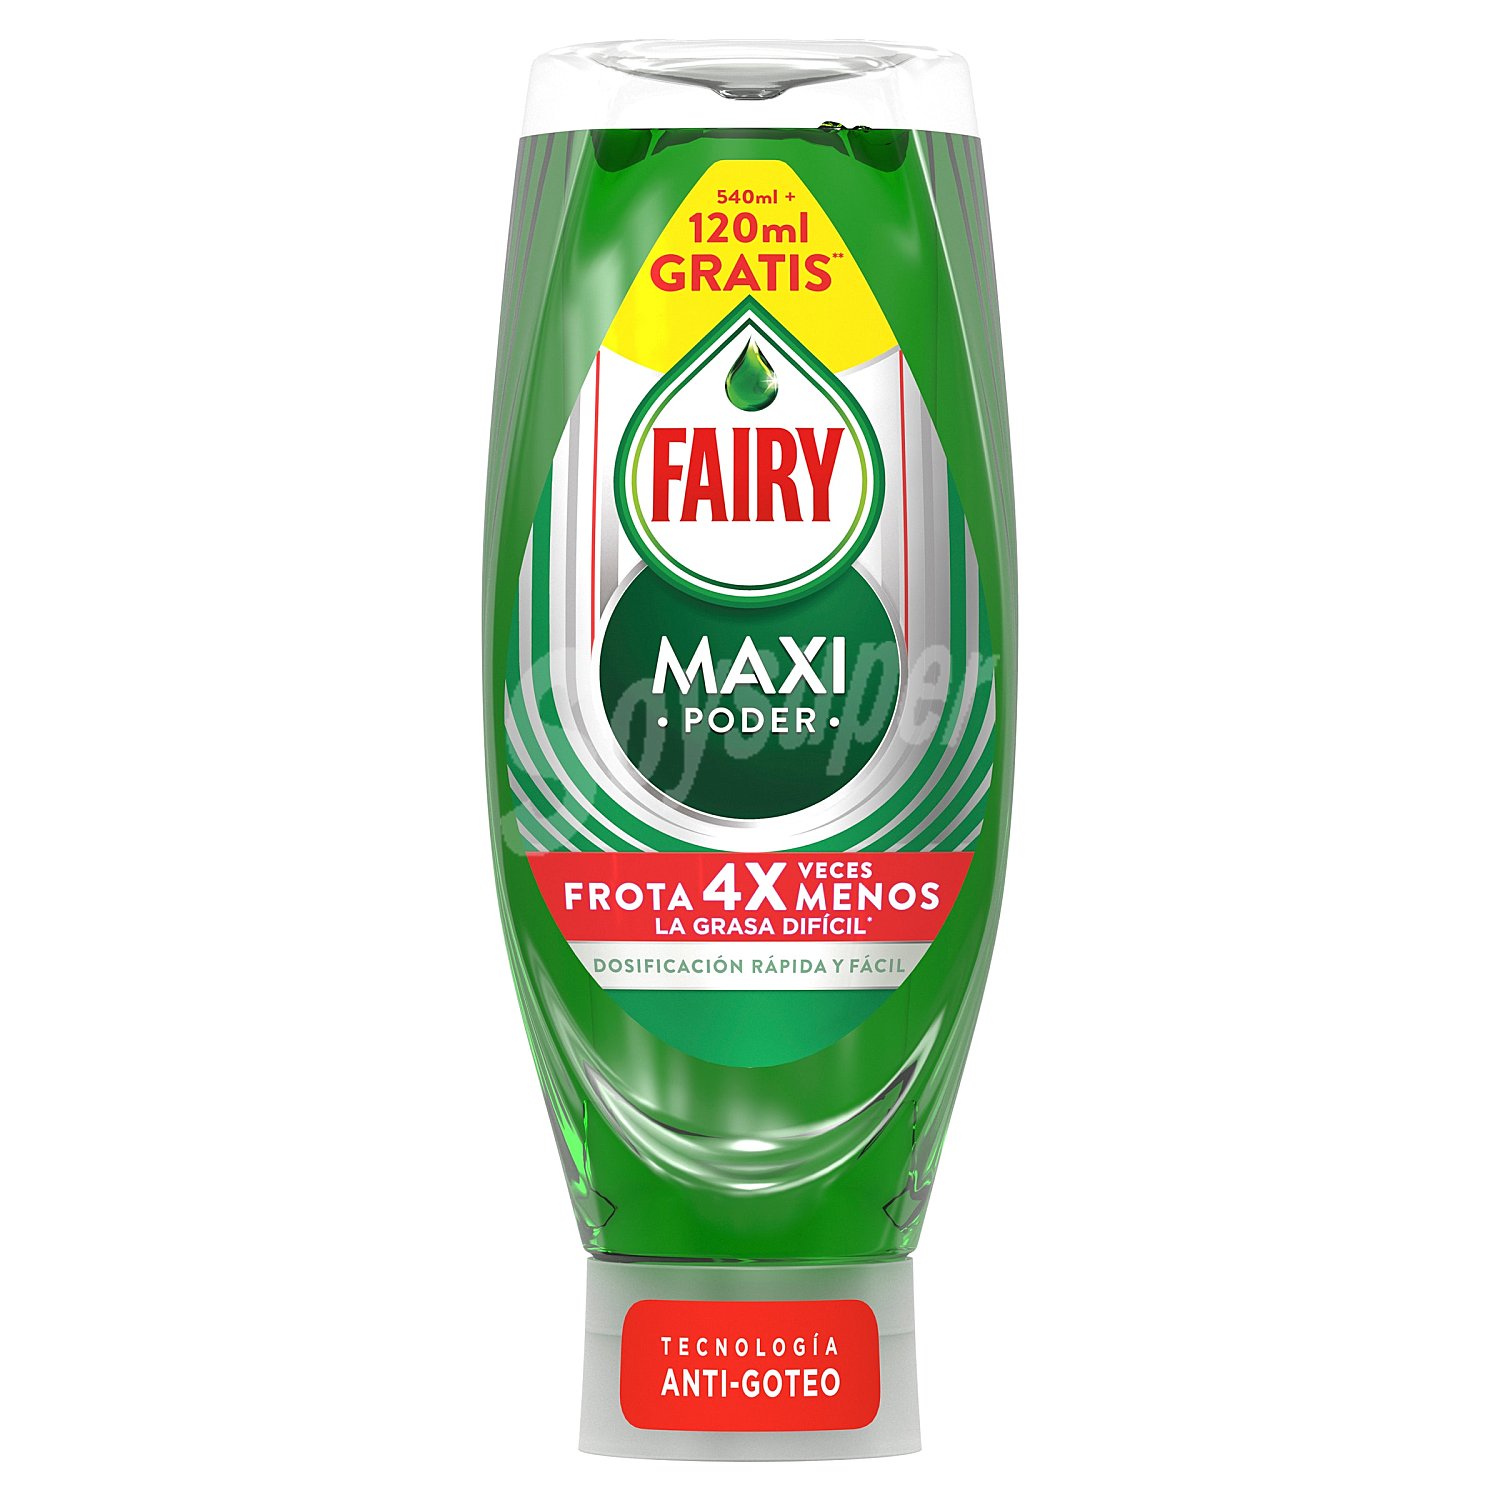 540ml +
120ml
GRATIS**
FAIRY
MAXI
• PODER •
Soysuper
FROTA 4X VECES MENOS
LA GRASA DIFÍCIL*
DOSIFICACIÓN RÁPIDA Y FÁCIL
TECNOLOGÍA
ANTI-GOTEO